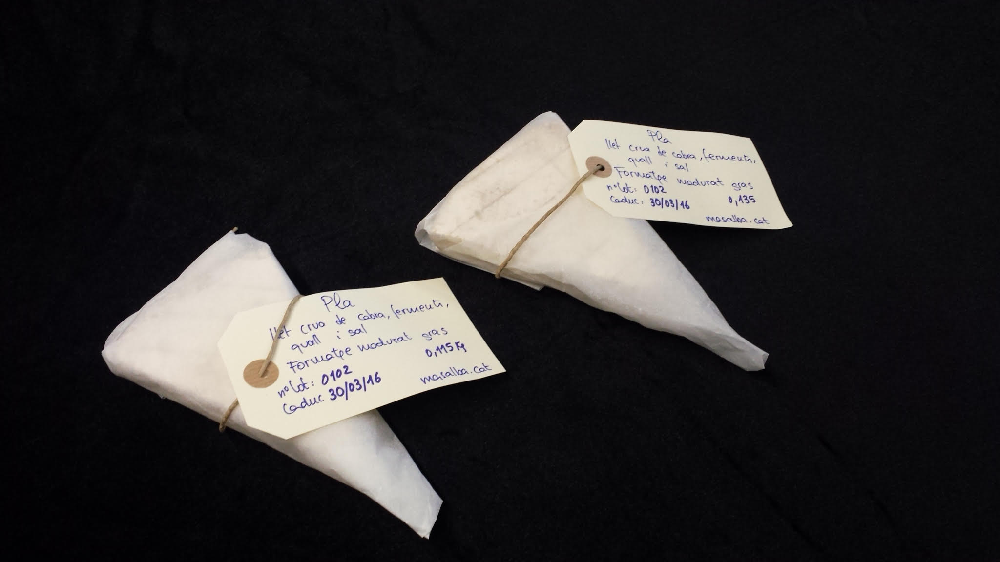 Pla
llet crua de cabra, ferments,
quall i sal
Formatge madurat gras
nº lot: 0102
0,115 Kg
Caduc 30/03/16
masalba.cat
Pla
llet crua de cabra, ferments,
quall i sal
Formatge madurat gras
nº lot: 0102
Caduc: 30/03/16 0,135
masalba.cat